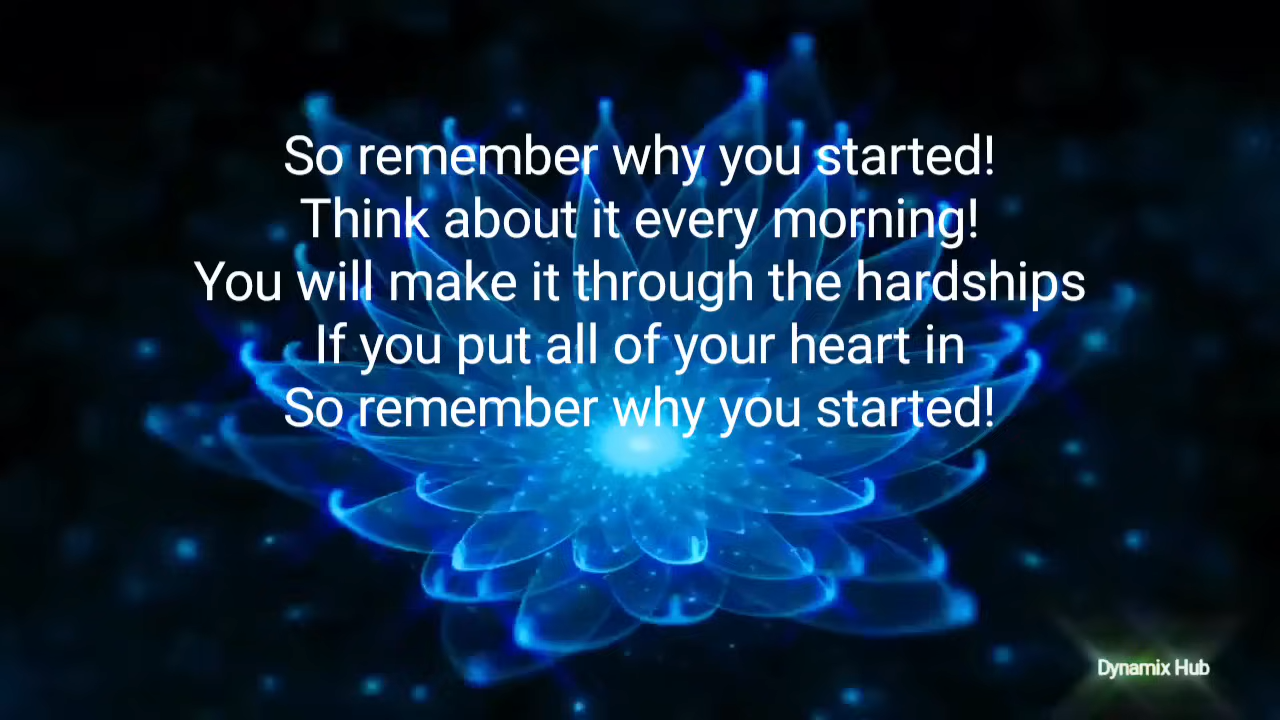 So remember why you started!
Think about it every morning!
You will make it through the hardships
If you put all of your heart in
So remember why you started!
Dynamix Hub